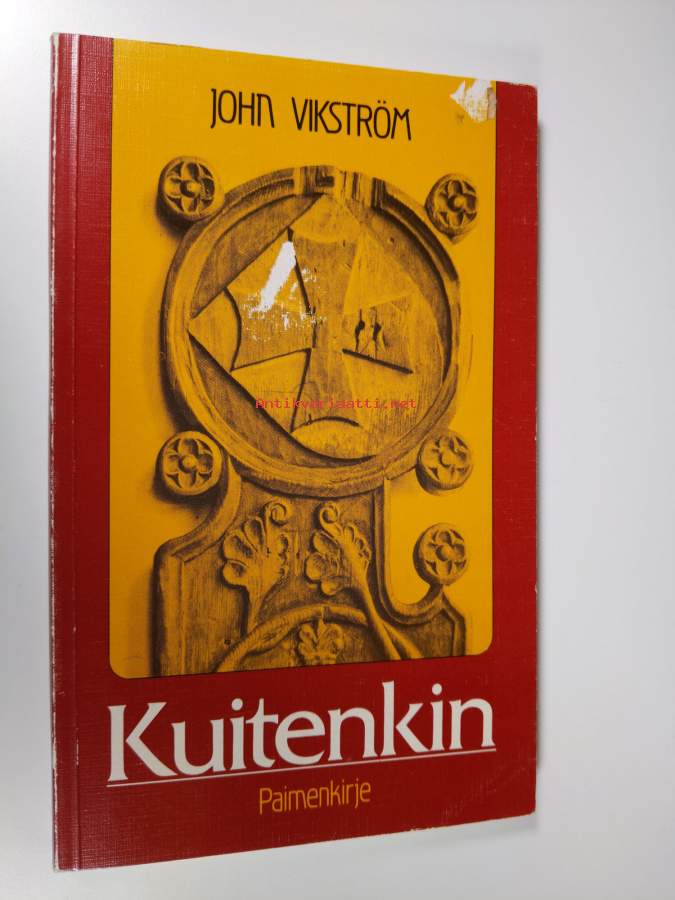 JOHN VIKSTRÖM
Antikvariaatti.net
Kuitenkin
Paimenkirje